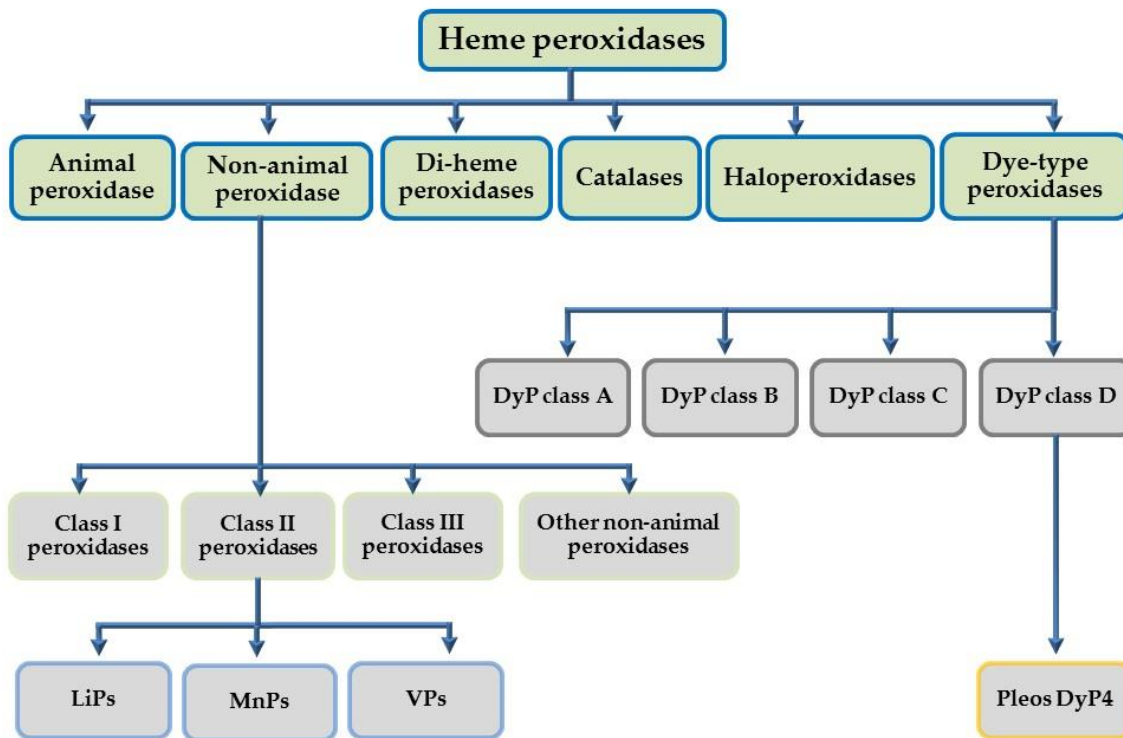 Heme peroxidases
Animal
peroxidase
Non-animal
peroxidase
Di-heme
peroxidases
Catalases
Haloperoxidases
Dye-type
peroxidases
DyP class A
DyP class B
DyP class C
DyP class D
Class I
peroxidases
Class II
peroxidases
Class III
peroxidases
Other non-animal
peroxidases
LiPs
MnPs
VPs
Pleos DyP4